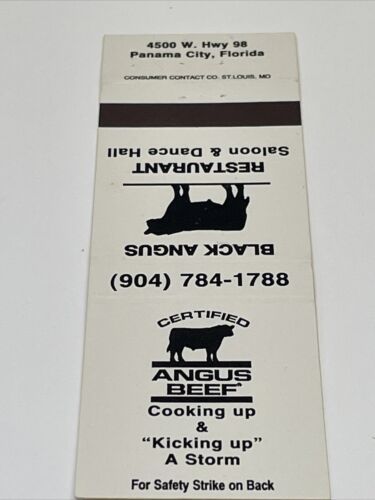 4500 W. Hwy 98
Panama City, Florida
CONSUMER CONTACT CO. ST. LOUIS, MO
BLACK ANGUS
RESTAURANT
Saloon & Dance Hall
(904) 784-1788
CERTIFIED
ANGUS
BEEF®
Cooking up
&
“Kicking up”
A Storm
For Safety Strike on Back